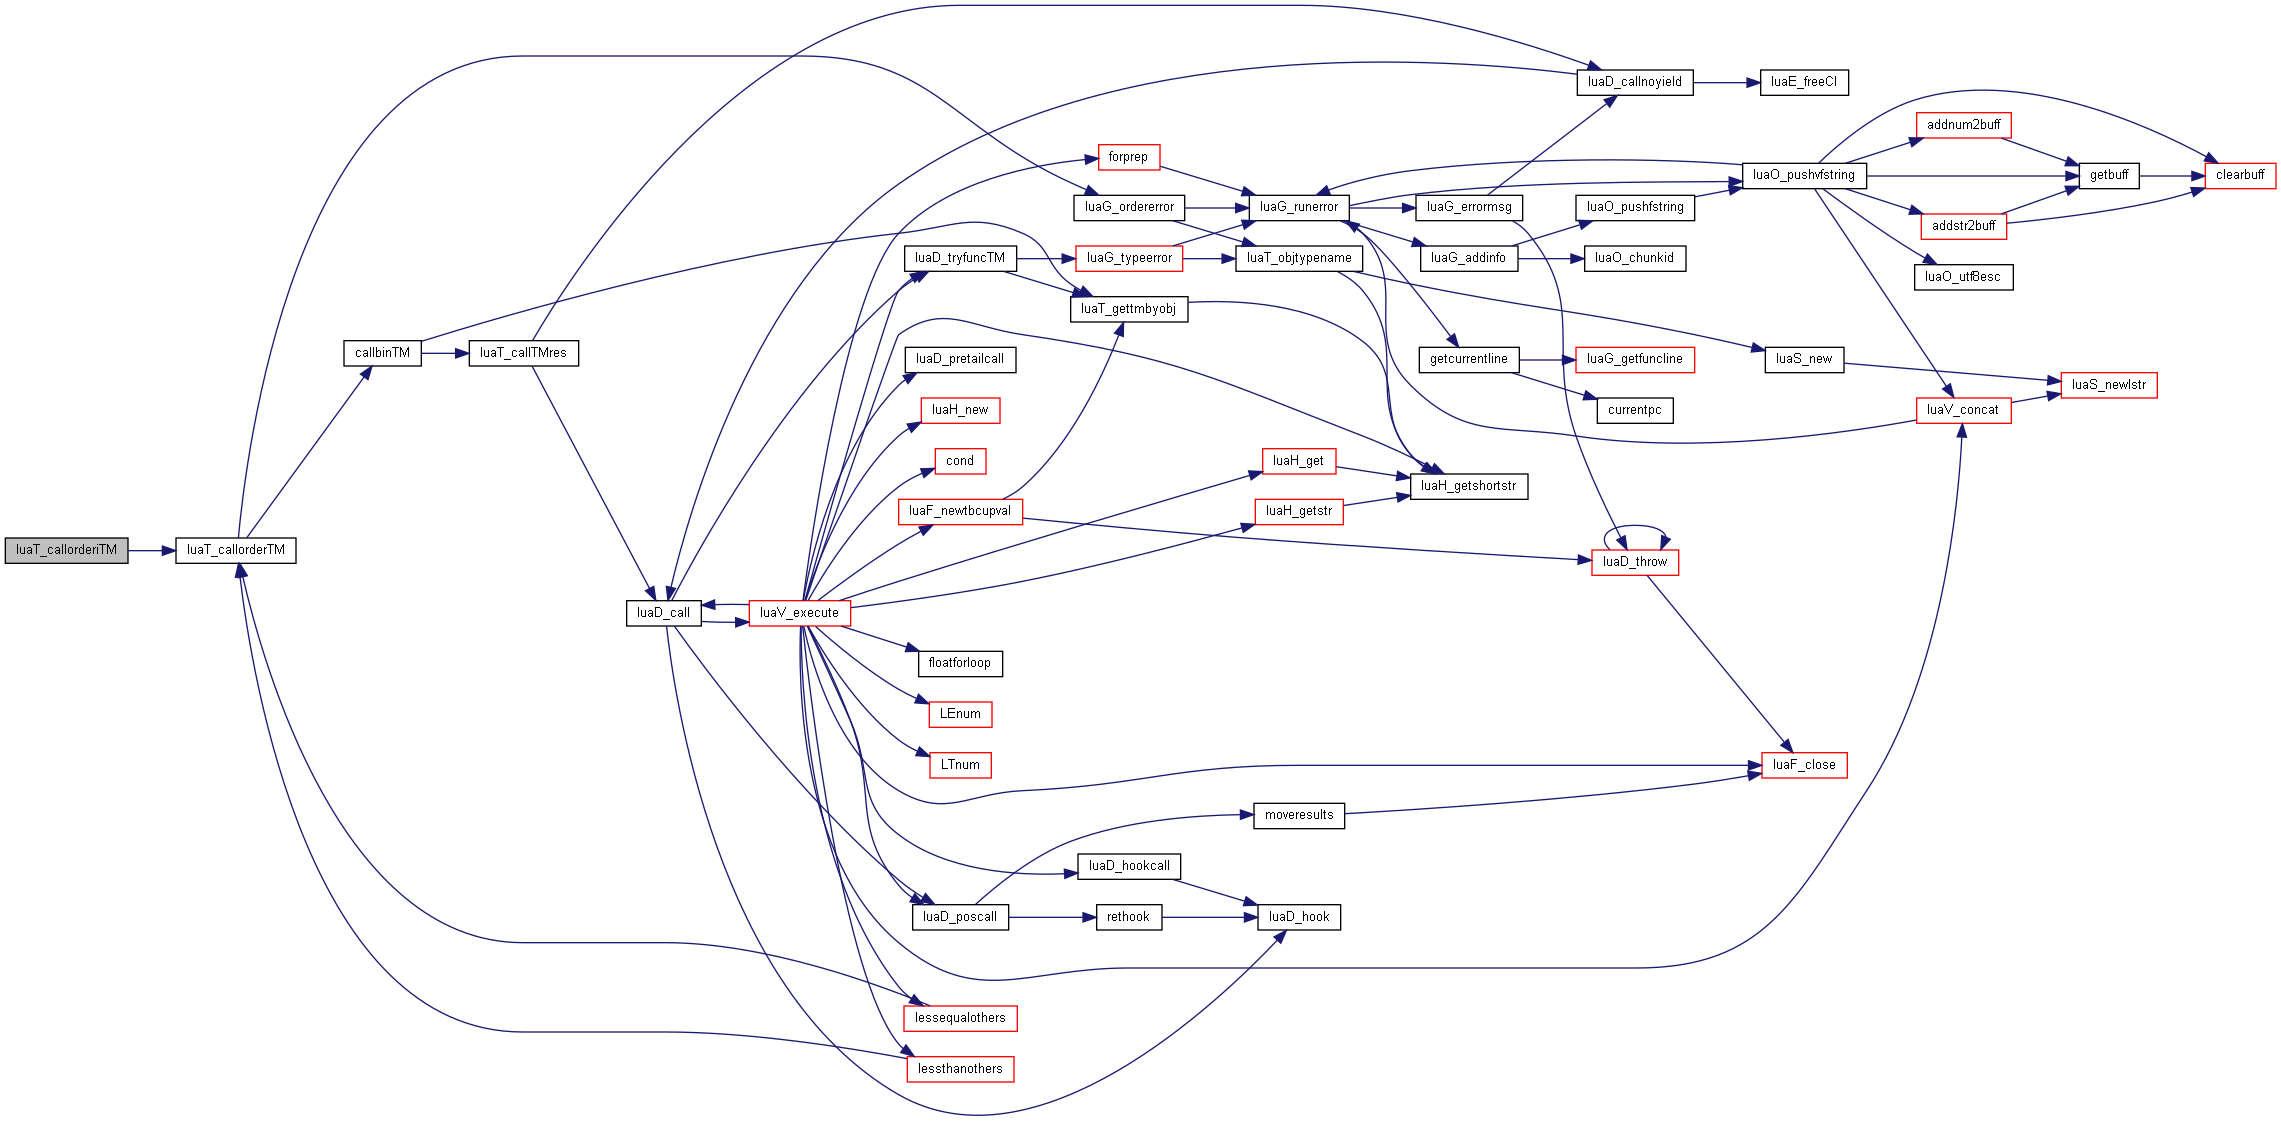 luaD_callnoyield
luaE_freeCI
addnum2buff
forprep
luaO_pushvfstring
getbuff
clearbuff
luaG_ordererror
luaG_runerror
luaG_errormsg
luaO_pushfstring
addstr2buff
luaD_tryfuncTM
luaG_typeerror
luaT_objtypename
luaG_addinfo
luaO_chunkid
luaO_utf8esc
luaT_gettmbyobj
callbinTM
luaT_callTMres
luaD_pretailcall
getcurrentline
luaG_getfuncline
luaS_new
luaS_newlstr
luaH_new
currentpc
luaV_concat
cond
luaH_get
luaH_getshortstr
luaF_newtbcupval
luaH_getstr
luaT_callorderiTM
luaT_callorderTM
luaD_throw
luaD_call
luaV_execute
floatforloop
LEnum
LTnum
luaF_close
moveresults
luaD_hookcall
luaD_poscall
rethook
luaD_hook
lessequalothers
lessthanothers